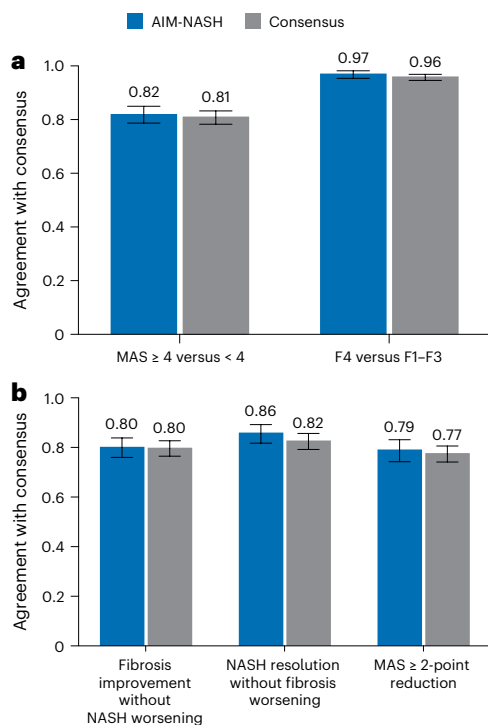 AIM-NASH Consensus
a
Agreement with consensus
1.0
0.8
0.6
0.4
0.2
0
0.82 0.81 0.97 0.96
MAS ≥ 4 versus < 4 F4 versus F1–F3
b
Agreement with consensus
1.0
0.8
0.6
0.4
0.2
0
0.80 0.80 0.86 0.82 0.79 0.77
Fibrosis
improvement
without
NASH worsening
NASH resolution
without fibrosis
worsening
MAS ≥ 2-point
reduction